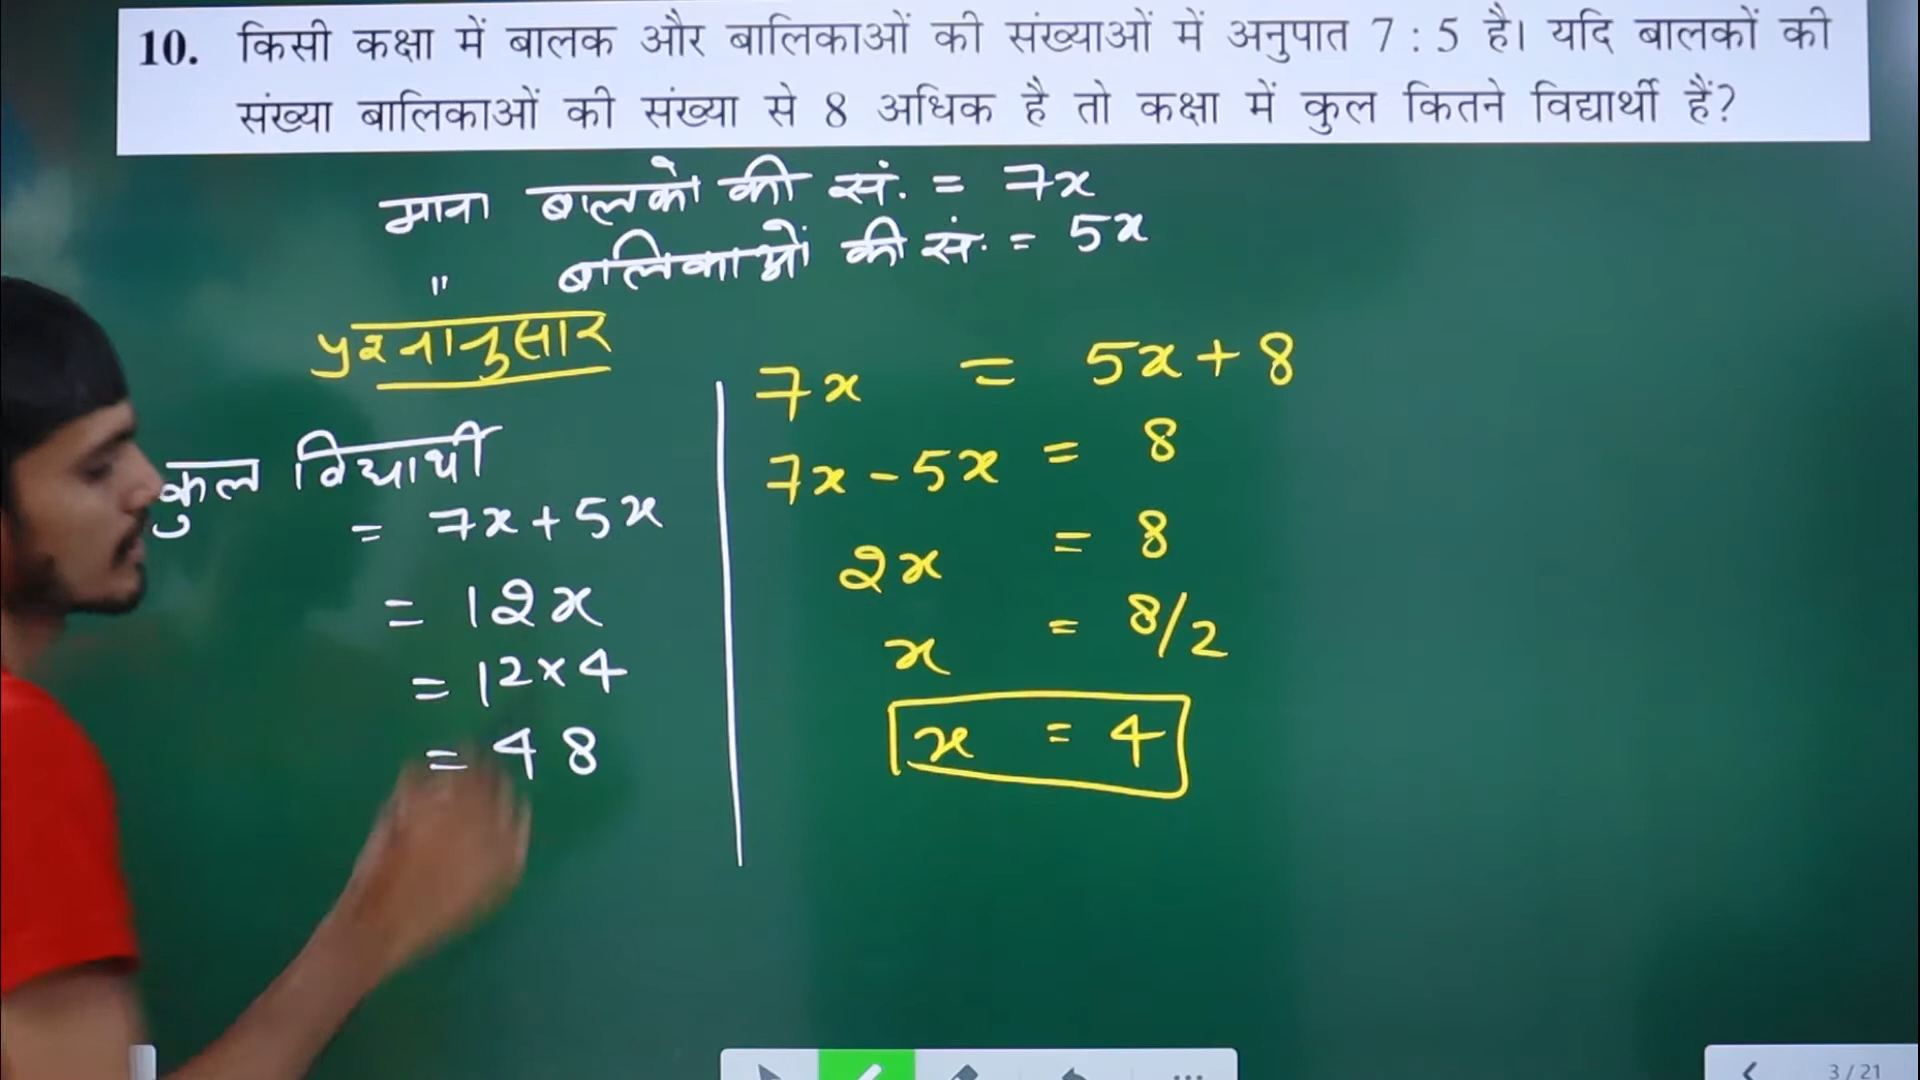 10. किसी कक्षा में बालक और बालिकाओं की संख्याओं में अनुपात 7 : 5 है। यदि बालकों की
संख्या बालिकाओं की संख्या से 8 अधिक है तो कक्षा में कुल कितने विद्यार्थी हैं?
माना बालको की सं. = 7x
" बालिकाओं की सं. = 5x
प्रश्नानुसार
7x = 5x + 8
7x - 5x = 8
2x = 8
x = 8/2
x = 4
कुल विद्यार्थी
= 7x + 5x
= 12x
= 12 × 4
= 48
3 / 21